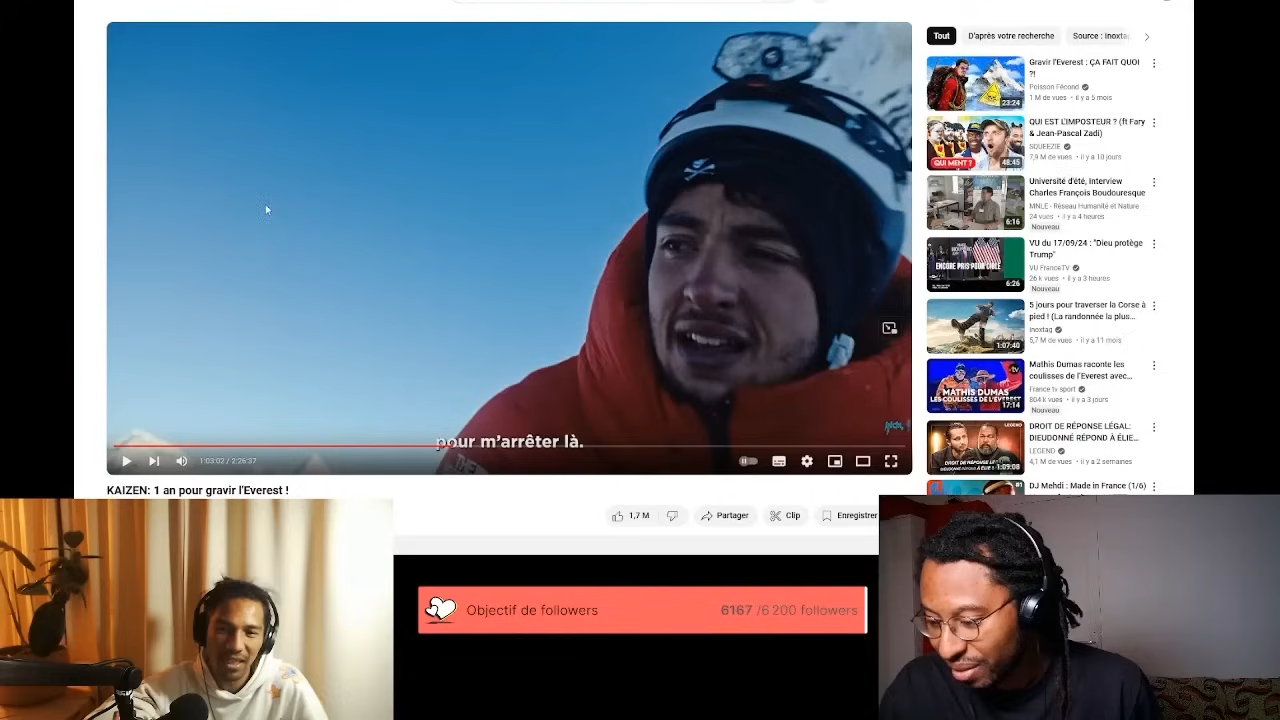 pour m'arrêter là.
1:03:02 / 2:26:37
KAIZEN: 1 an pour gravir l'Everest !
1,7 M
Partager
Clip
Enregistrer
Tout
D'après votre recherche
Source : inoxta
Gravir l'Everest : ÇA FAIT QUOI
?!
Poisson Fécond
1 M de vues • il y a 5 mois
23:24
QUI EST L'IMPOSTEUR ? (ft Fary
& Jean-Pascal Zadi)
SQUEEZIE
7,9 M de vues • il y a 10 jours
QUI MENT ?
48:45
Université d'été, Interview
Charles François Boudouresque
MNLE - Réseau Humanité et Nature
24 vues • il y a 4 heures
Nouveau
6:16
VU du 17/09/24 : "Dieu protège
Trump"
VU FranceTV
26 k vues • il y a 3 heures
Nouveau
ENCORE PRIS POUR CIBLE
6:26
5 jours pour traverser la Corse à
pied ! (La randonnée la plus...
Inoxtag
5,7 M de vues • il y a 11 mois
1:07:40
Mathis Dumas raconte les
coulisses de l'Everest avec...
France tv sport
804 k vues • il y a 3 jours
Nouveau
MATHIS DUMAS
LES COULISSES DE L'EVEREST
17:14
DROIT DE RÉPONSE LÉGAL:
DIEUDONNÉ RÉPOND À ÉLIE...
LEGEND
4,1 M de vues • il y a 2 semaines
LEGEND
1:09:08
DJ Mehdi : Made in France (1/6)
Objectif de followers
6167 /6 200 followers